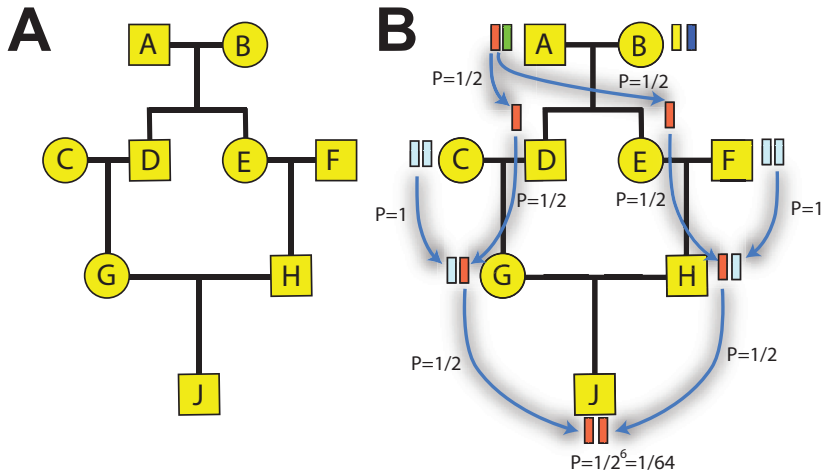 A
A
B
C
D
E
F
G
H
J
B
A
B
P=1/2
P=1/2
C
D
E
F
P=1
P=1/2
P=1/2
P=1
G
H
P=1/2
P=1/2
J
P=1/2⁶=1/64